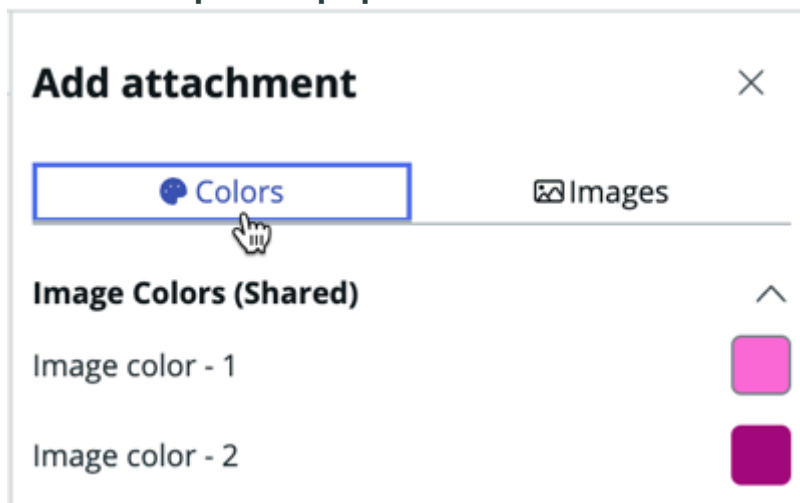 Add attachment
Colors
Images
Image Colors (Shared)
Image color - 1
Image color - 2